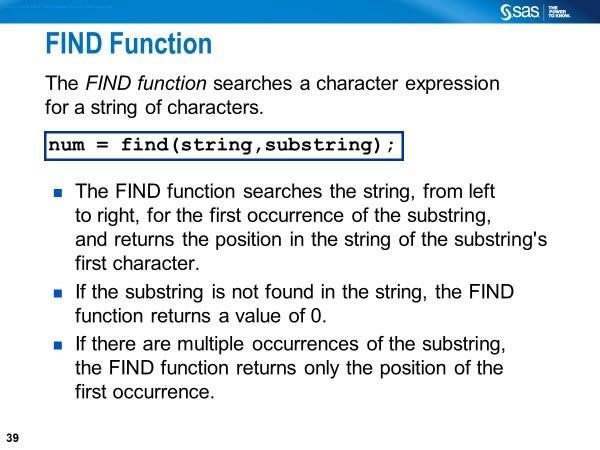 sas
THE
POWER
TO KNOW.
FIND Function
The FIND function searches a character expression
for a string of characters.
num = find(string,substring);
■ The FIND function searches the string, from left
to right, for the first occurrence of the substring,
and returns the position in the string of the substring's
first character.
■ If the substring is not found in the string, the FIND
function returns a value of 0.
■ If there are multiple occurrences of the substring,
the FIND function returns only the position of the
first occurrence.
39